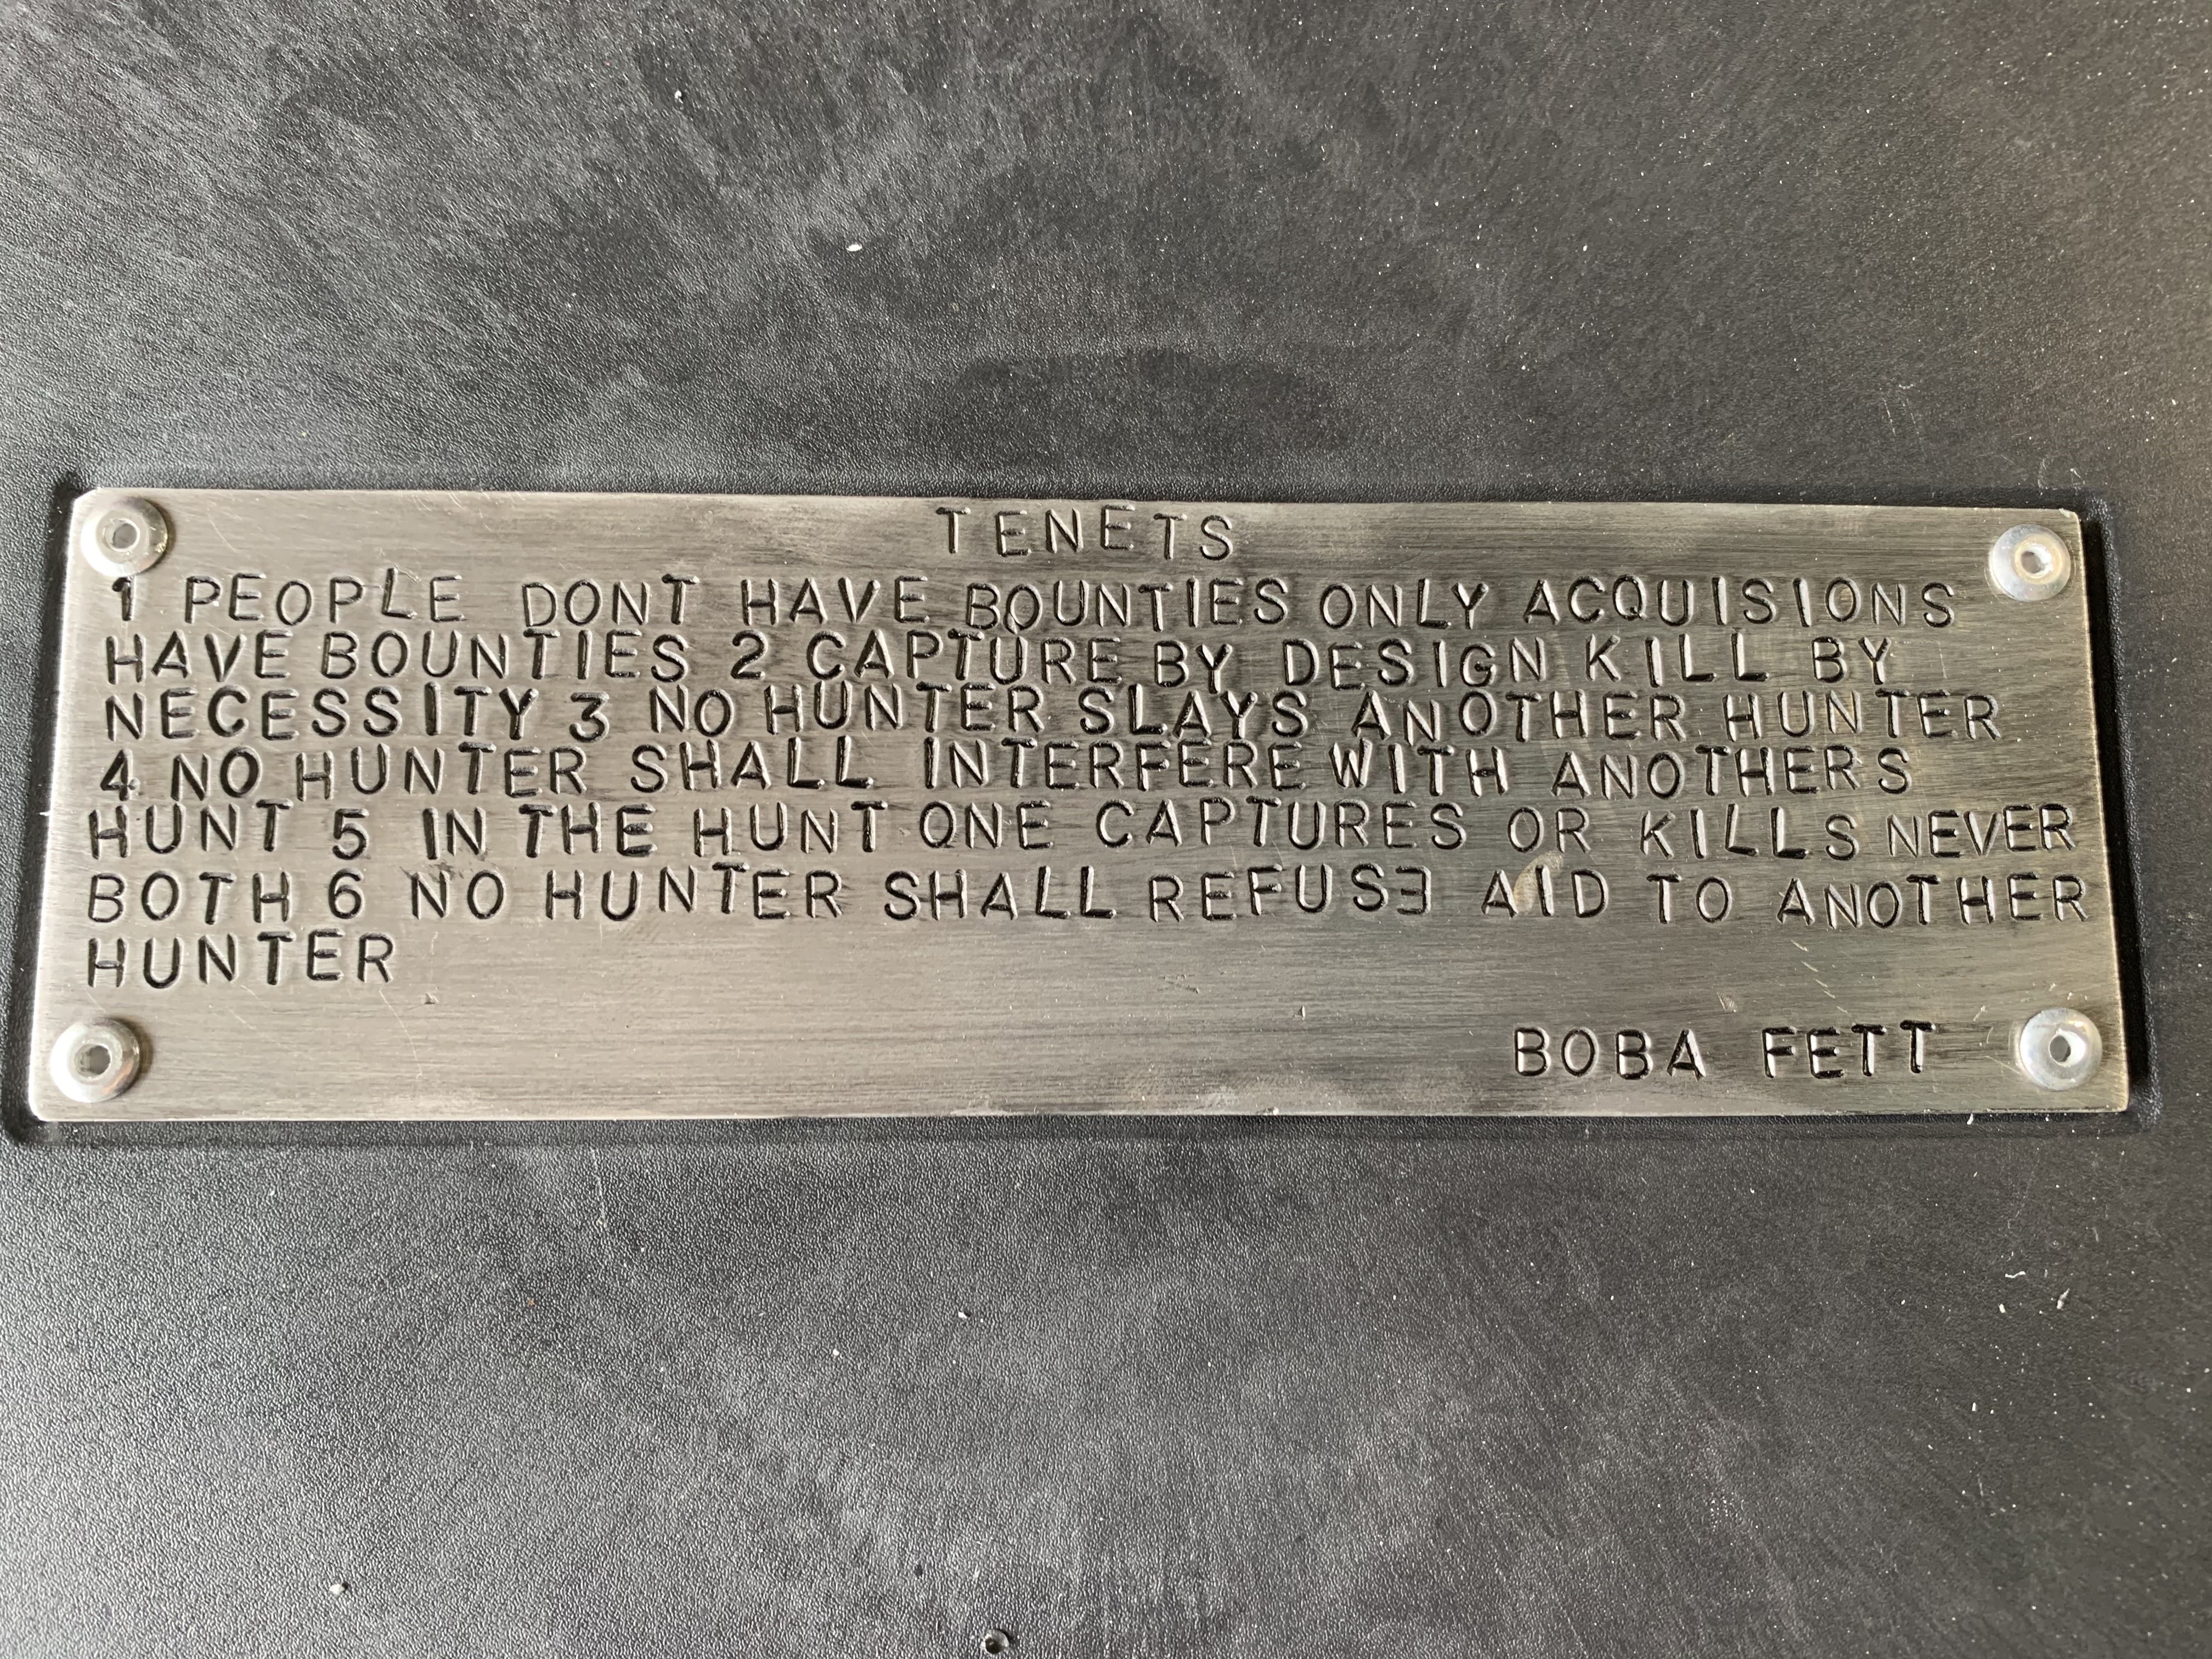 TENETS
1 PEOPLE DONT HAVE BOUNTIES ONLY ACQUISIONS
HAVE BOUNTIES 2 CAPTURE BY DESIGN KILL BY
NECESSITY 3 NO HUNTER SLAYS ANOTHER HUNTER
4 NO HUNTER SHALL INTERFERE WITH ANOTHERS
HUNT 5 IN THE HUNT ONE CAPTURES OR KILLS NEVER
BOTH 6 NO HUNTER SHALL REFUSƎ AID TO ANOTHER
HUNTER
BOBA FETT